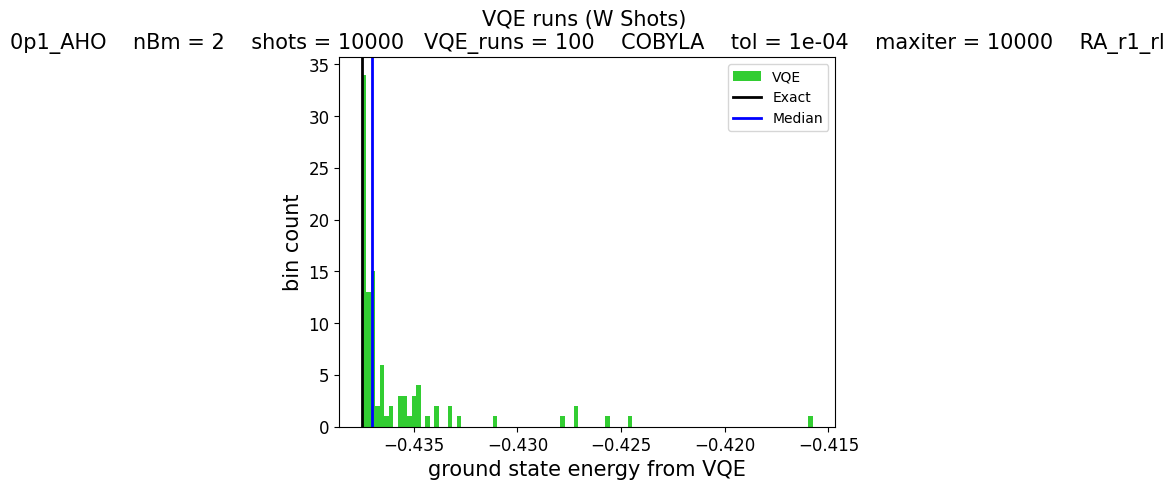 VQE runs (W Shots)
0p1_AHO    nBm = 2    shots = 10000   VQE_runs = 100    COBYLA    tol = 1e-04    maxiter = 10000    RA_r1_rl
35
30
25
20
15
10
5
0
bin count
VQE
Exact
Median
−0.435
−0.430
−0.425
−0.420
−0.415
ground state energy from VQE